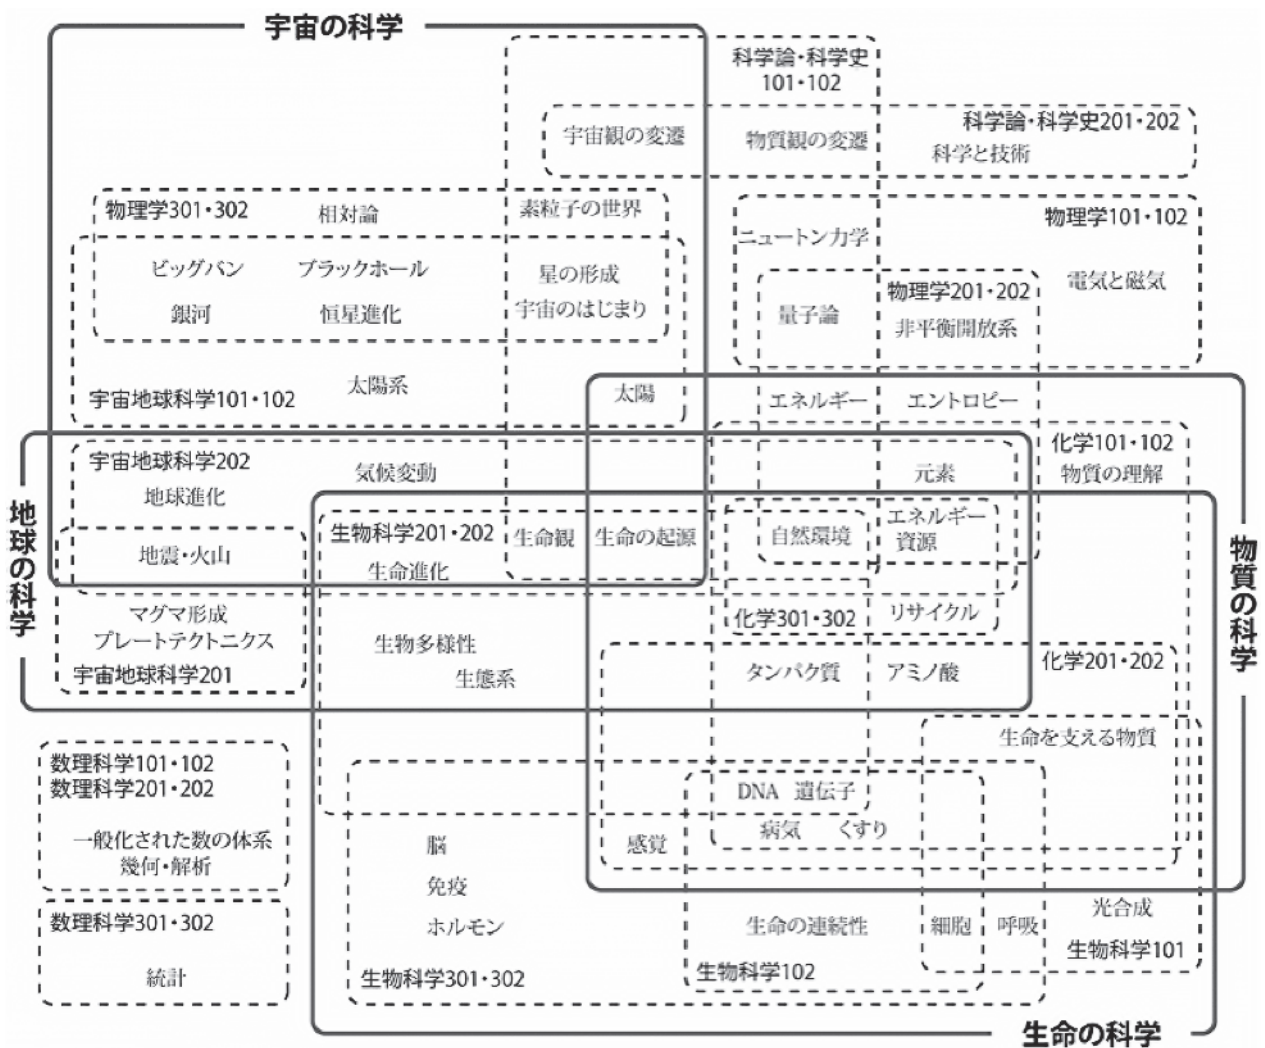 宇宙の科学
科学論・科学史
101・102
科学論・科学史201・202
宇宙観の変遷
物質観の変遷
科学と技術
物理学301・302
相対論
素粒子の世界
物理学101・102
ニュートン力学
ビッグバン
ブラックホール
星の形成
電気と磁気
物理学201・202
銀河
恒星進化
宇宙のはじまり
量子論
非平衡開放系
太陽系
太陽
宇宙地球科学101・102
エネルギー
エントロピー
化学101・102
宇宙地球科学202
気候変動
元素
物質の理解
地球進化
地球の科学
生物科学201・202
生命観
生命の起源
自然環境
エネルギー
資源
物質の科学
地震・火山
生命進化
マグマ形成
プレートテクトニクス
化学301・302
リサイクル
生物多様性
宇宙地球科学201
生態系
タンパク質
アミノ酸
化学201・202
生命を支える物質
数理科学101・102
数理科学201・202
DNA 遺伝子
一般化された数の体系
幾何・解析
脳
感覚
病気 くすり
免疫
数理科学301・302
ホルモン
生命の連続性
細胞
呼吸
光合成
生物科学101
統計
生物科学301・302
生物科学102
生命の科学